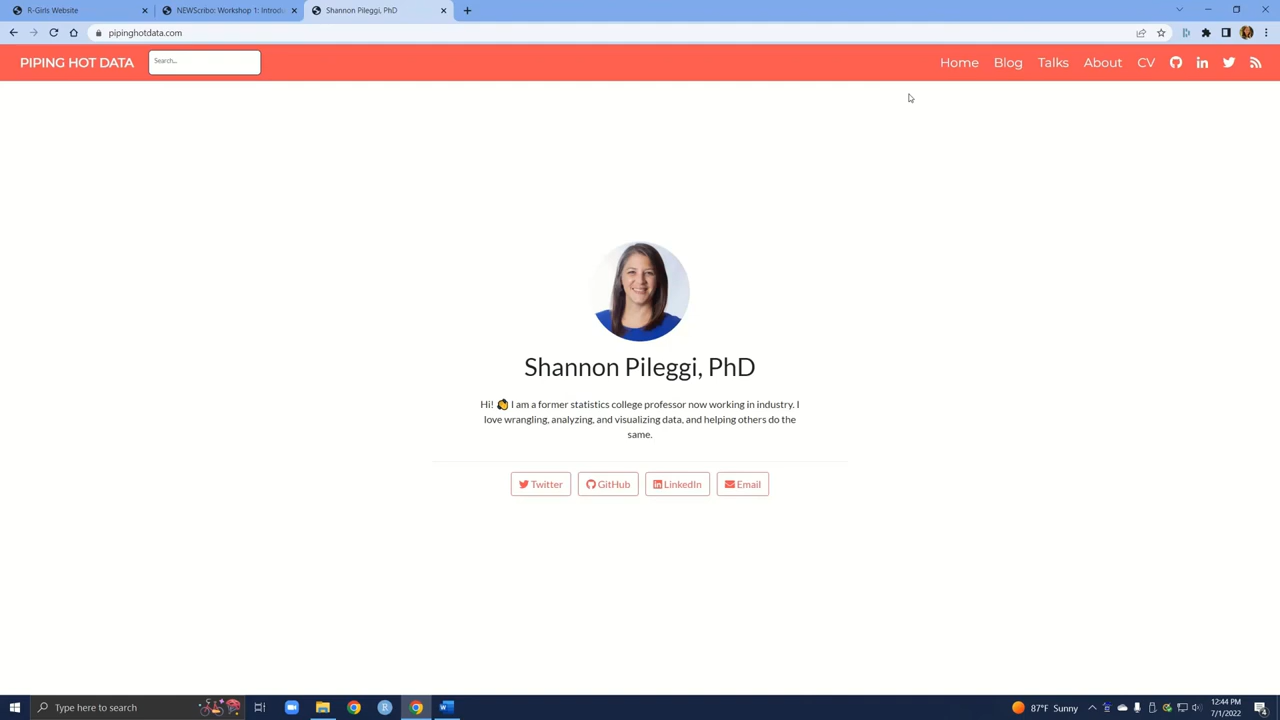 R-Girls Website
NEWScribo: Workshop 1: Introdu
Shannon Pileggi, PhD
pipinghotdata.com
PIPING HOT DATA
Search...
Home
Blog
Talks
About
CV
Shannon Pileggi, PhD
Hi! 👋 I am a former statistics college professor now working in industry. I
love wrangling, analyzing, and visualizing data, and helping others do the
same.
Twitter
GitHub
LinkedIn
Email
Type here to search
87°F Sunny
12:44 PM
7/1/2022
4